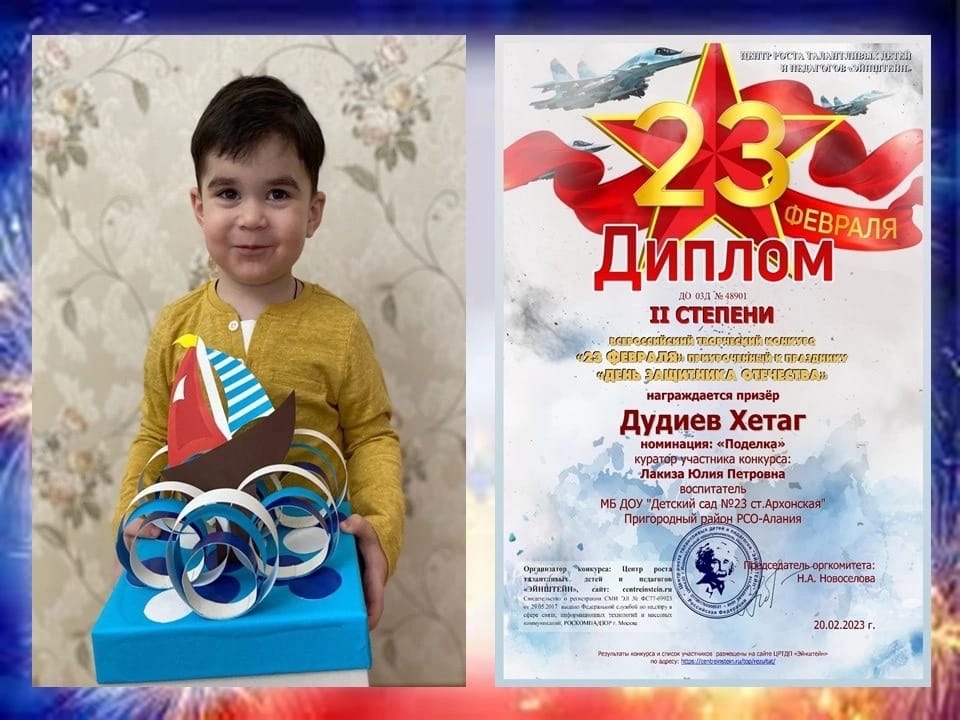 ЦЕНТР РОСТА ТАЛАНТЛИВЫХ ДЕТЕЙ
И ПЕДАГОГОВ «ЭЙНШТЕЙН»
23
ФЕВРАЛЯ
ДИПЛОМ
ДО 03Д № 48901
II СТЕПЕНИ
ВСЕРОССИЙСКИЙ ТВОРЧЕСКИЙ КОНКУРС
«23 ФЕВРАЛЯ» ПРИУРОЧЕННЫЙ К ПРАЗДНИКУ
«ДЕНЬ ЗАЩИТНИКА ОТЕЧЕСТВА»
награждается призёр
Дудиев Хетаг
номинация: «Поделка»
куратор участника конкурса:
Лакиза Юлия Петровна
воспитатель
МБ ДОУ "Детский сад №23 ст.Архонская"
Пригородный район РСО-Алания
Организатор конкурса: Центр роста
талантливых детей и педагогов
«ЭЙНШТЕЙН», сайт: centreinstein.ru
Свидетельство о регистрации СМИ ЭЛ № ФС77-69923
от 29.05.2017 выдано Федеральной службой по надзору в
сфере связи, информационных технологий и массовых
коммуникаций, РОСКОМНАДЗОР г. Москва
Председатель оргкомитета:
Н.А. Новоселова
20.02.2023 г.
Российская Федерация
Результаты конкурса и список участников размещены на сайте ЦРТДП «Эйнштейн»
по адресу: https://centreinstein.ru/top/rezultat/